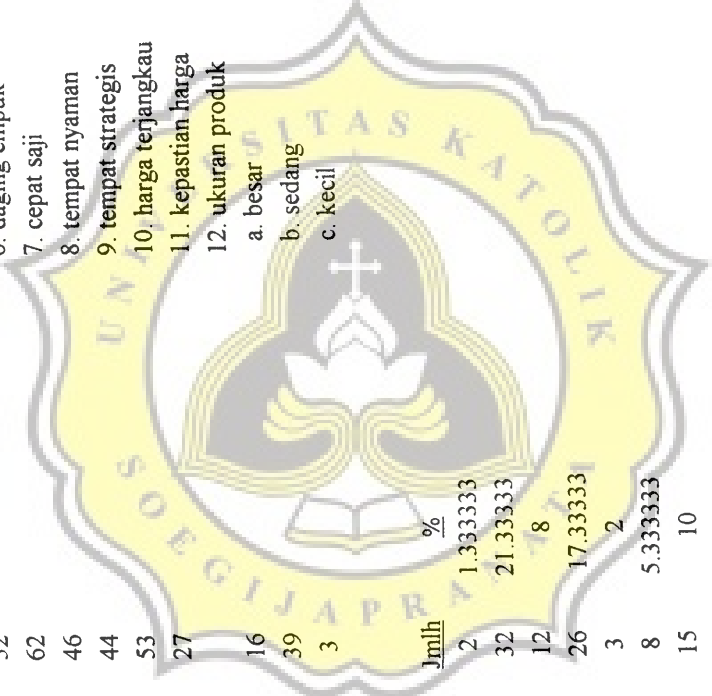 6. daging empuk
62 7. cepat saji
46 8. tempat nyaman
44 9. tempat strategis
53 10. harga terjangkau
27 11. kepastian harga
12. ukuran produk
16 a. besar
39 b. sedang
3 c. kecil
Jmlh %
2 1.333333
32 21.33333
12 8
26 17.33333
3 2
8 5.333333
15 10
UNIVERSITAS KATOLIK
SOEGIJAPRANATA